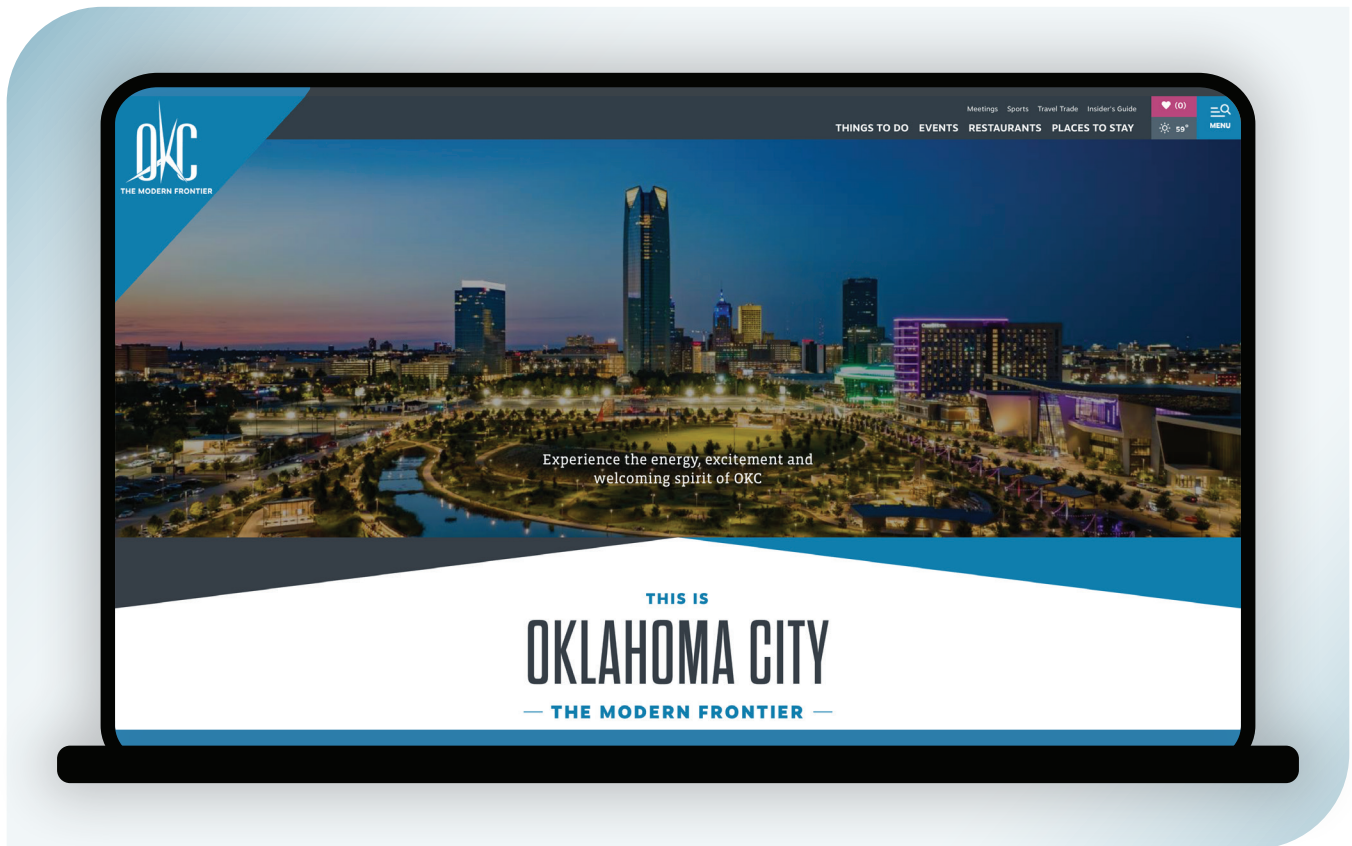 OKC
THE MODERN FRONTIER
Meetings Sports Travel Trade Insider's Guide
THINGS TO DO EVENTS RESTAURANTS PLACES TO STAY
(0)
59°
MENU
Experience the energy, excitement and
welcoming spirit of OKC
THIS IS
OKLAHOMA CITY
THE MODERN FRONTIER